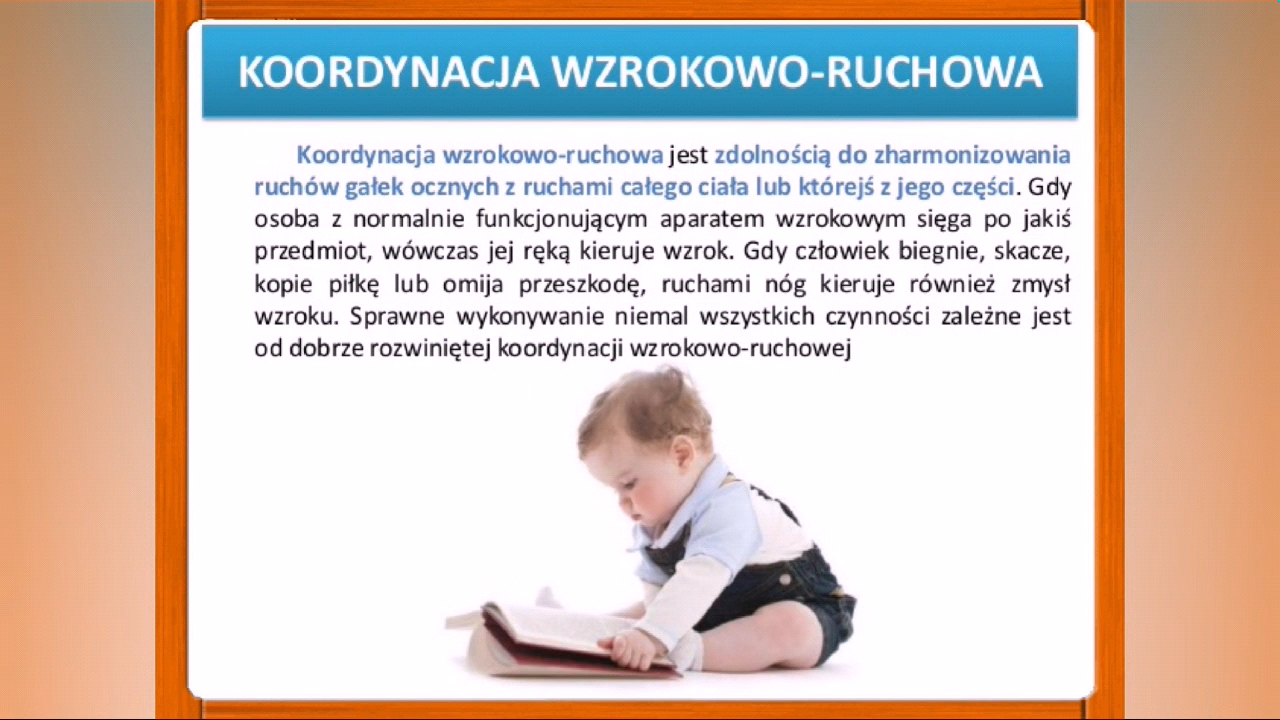 KOORDYNACJA WZROKOWO-RUCHOWA
Koordynacja wzrokowo-ruchowa jest zdolnością do zharmonizowania
ruchów gałek ocznych z ruchami całego ciała lub którejś z jego części. Gdy
osoba z normalnie funkcjonującym aparatem wzrokowym sięga po jakiś
przedmiot, wówczas jej ręką kieruje wzrok. Gdy człowiek biegnie, skacze,
kopie piłkę lub omija przeszkodę, ruchami nóg kieruje również zmysł
wzroku. Sprawne wykonywanie niemal wszystkich czynności zależne jest
od dobrze rozwiniętej koordynacji wzrokowo-ruchowej